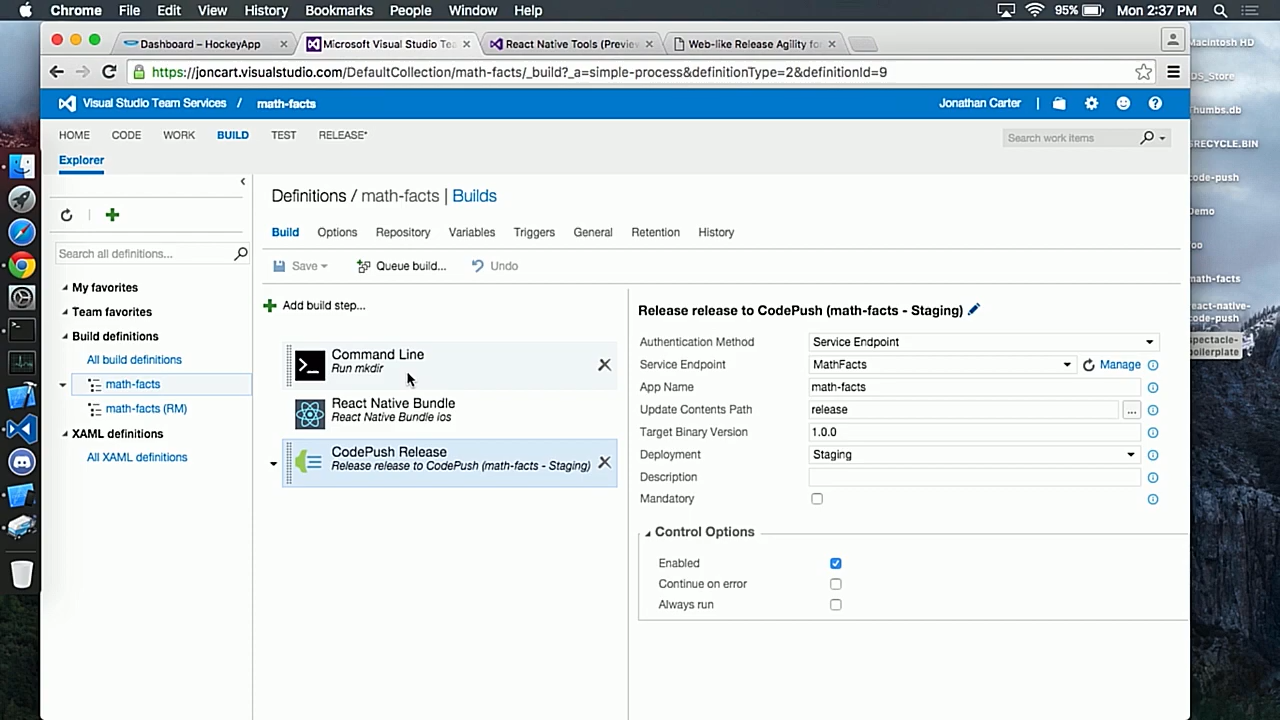 Chrome File Edit View History Bookmarks People Window Help 95% Mon 2:37 PM
Dashboard – HockeyApp Microsoft Visual Studio Tea React Native Tools (Preview Web-like Release Agility for
https://joncart.visualstudio.com/DefaultCollection/math-facts/_build?_a=simple-process&definitionType=2&definitionId=9
Visual Studio Team Services / math-facts Jonathan Carter
HOME CODE WORK BUILD TEST RELEASE* Search work items
Explorer
Definitions / math-facts | Builds
Search all definitions...
My favorites
Team favorites
Build definitions
All build definitions
math-facts
math-facts (RM)
XAML definitions
All XAML definitions
Build Options Repository Variables Triggers General Retention History
Save Queue build... Undo
Add build step...
Command Line
Run mkdir
React Native Bundle
React Native Bundle ios
CodePush Release
Release release to CodePush (math-facts - Staging)
Release release to CodePush (math-facts - Staging)
Authentication Method Service Endpoint
Service Endpoint MathFacts Manage
App Name math-facts
Update Contents Path release ...
Target Binary Version 1.0.0
Deployment Staging
Description
Mandatory
Control Options
Enabled
Continue on error
Always run
Macintosh HD
DS_Store
Thumbs.db
RECYCLE.BIN
code-push
Demo
math-facts
react-native-
code-push
spectacle-
boilerplate